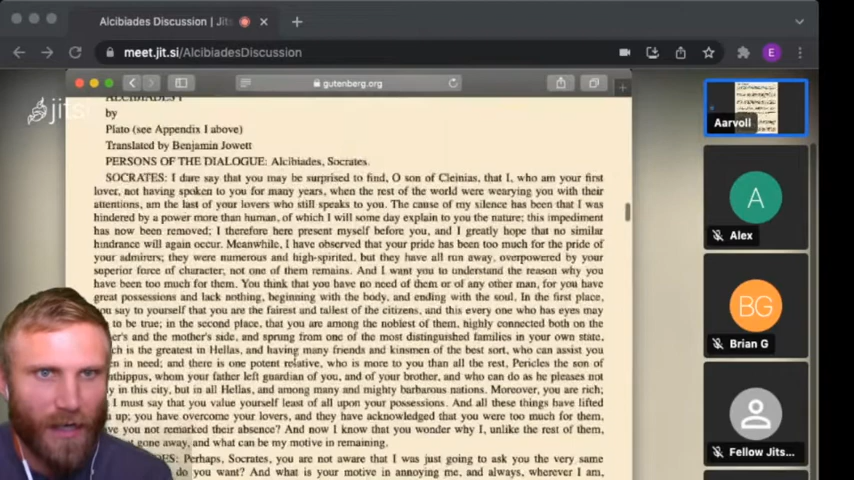 Alcibiades Discussion | Jits
meet.jit.si/AlcibiadesDiscussion
E
gutenberg.org
jitsi
ALCIBIADES I
by
Plato (see Appendix I above)
Translated by Benjamin Jowett
PERSONS OF THE DIALOGUE: Alcibiades, Socrates.
SOCRATES: I dare say that you may be surprised to find, O son of Cleinias, that I, who am your first
lover, not having spoken to you for many years, when the rest of the world were wearying you with their
attentions, am the last of your lovers who still speaks to you. The cause of my silence has been that I was
hindered by a power more than human, of which I will some day explain to you the nature; this impediment
has now been removed; I therefore here present myself before you, and I greatly hope that no similar
hindrance will again occur. Meanwhile, I have observed that your pride has been too much for the pride of
your admirers; they were numerous and high-spirited, but they have all run away, overpowered by your
superior force of character; not one of them remains. And I want you to understand the reason why you
have been too much for them. You think that you have no need of them or of any other man, for you have
great possessions and lack nothing, beginning with the body, and ending with the soul. In the first place,
you say to yourself that you are the fairest and tallest of the citizens, and this every one who has eyes may
to be true; in the second place, that you are among the noblest of them, highly connected both on the
er's and the mother's side, and sprung from one of the most distinguished families in your own state,
ch is the greatest in Hellas, and having many friends and kinsmen of the best sort, who can assist you
en in need; and there is one potent relative, who is more to you than all the rest, Pericles the son of
nthippus, whom your father left guardian of you, and of your brother, and who can do as he pleases not
y in this city, but in all Hellas, and among many and mighty barbarous nations. Moreover, you are rich;
I must say that you value yourself least of all upon your possessions. And all these things have lifted
up; you have overcome your lovers, and they have acknowledged that you were too much for them.
ve you not remarked their absence? And now I know that you wonder why I, unlike the rest of them,
t gone away, and what can be my motive in remaining.
DES: Perhaps, Socrates, you are not aware that I was just going to ask you the very same
do you want? And what is your motive in annoying me, and always, wherever I am,
Aarvoll
A
Alex
BG
Brian G
Fellow Jits...